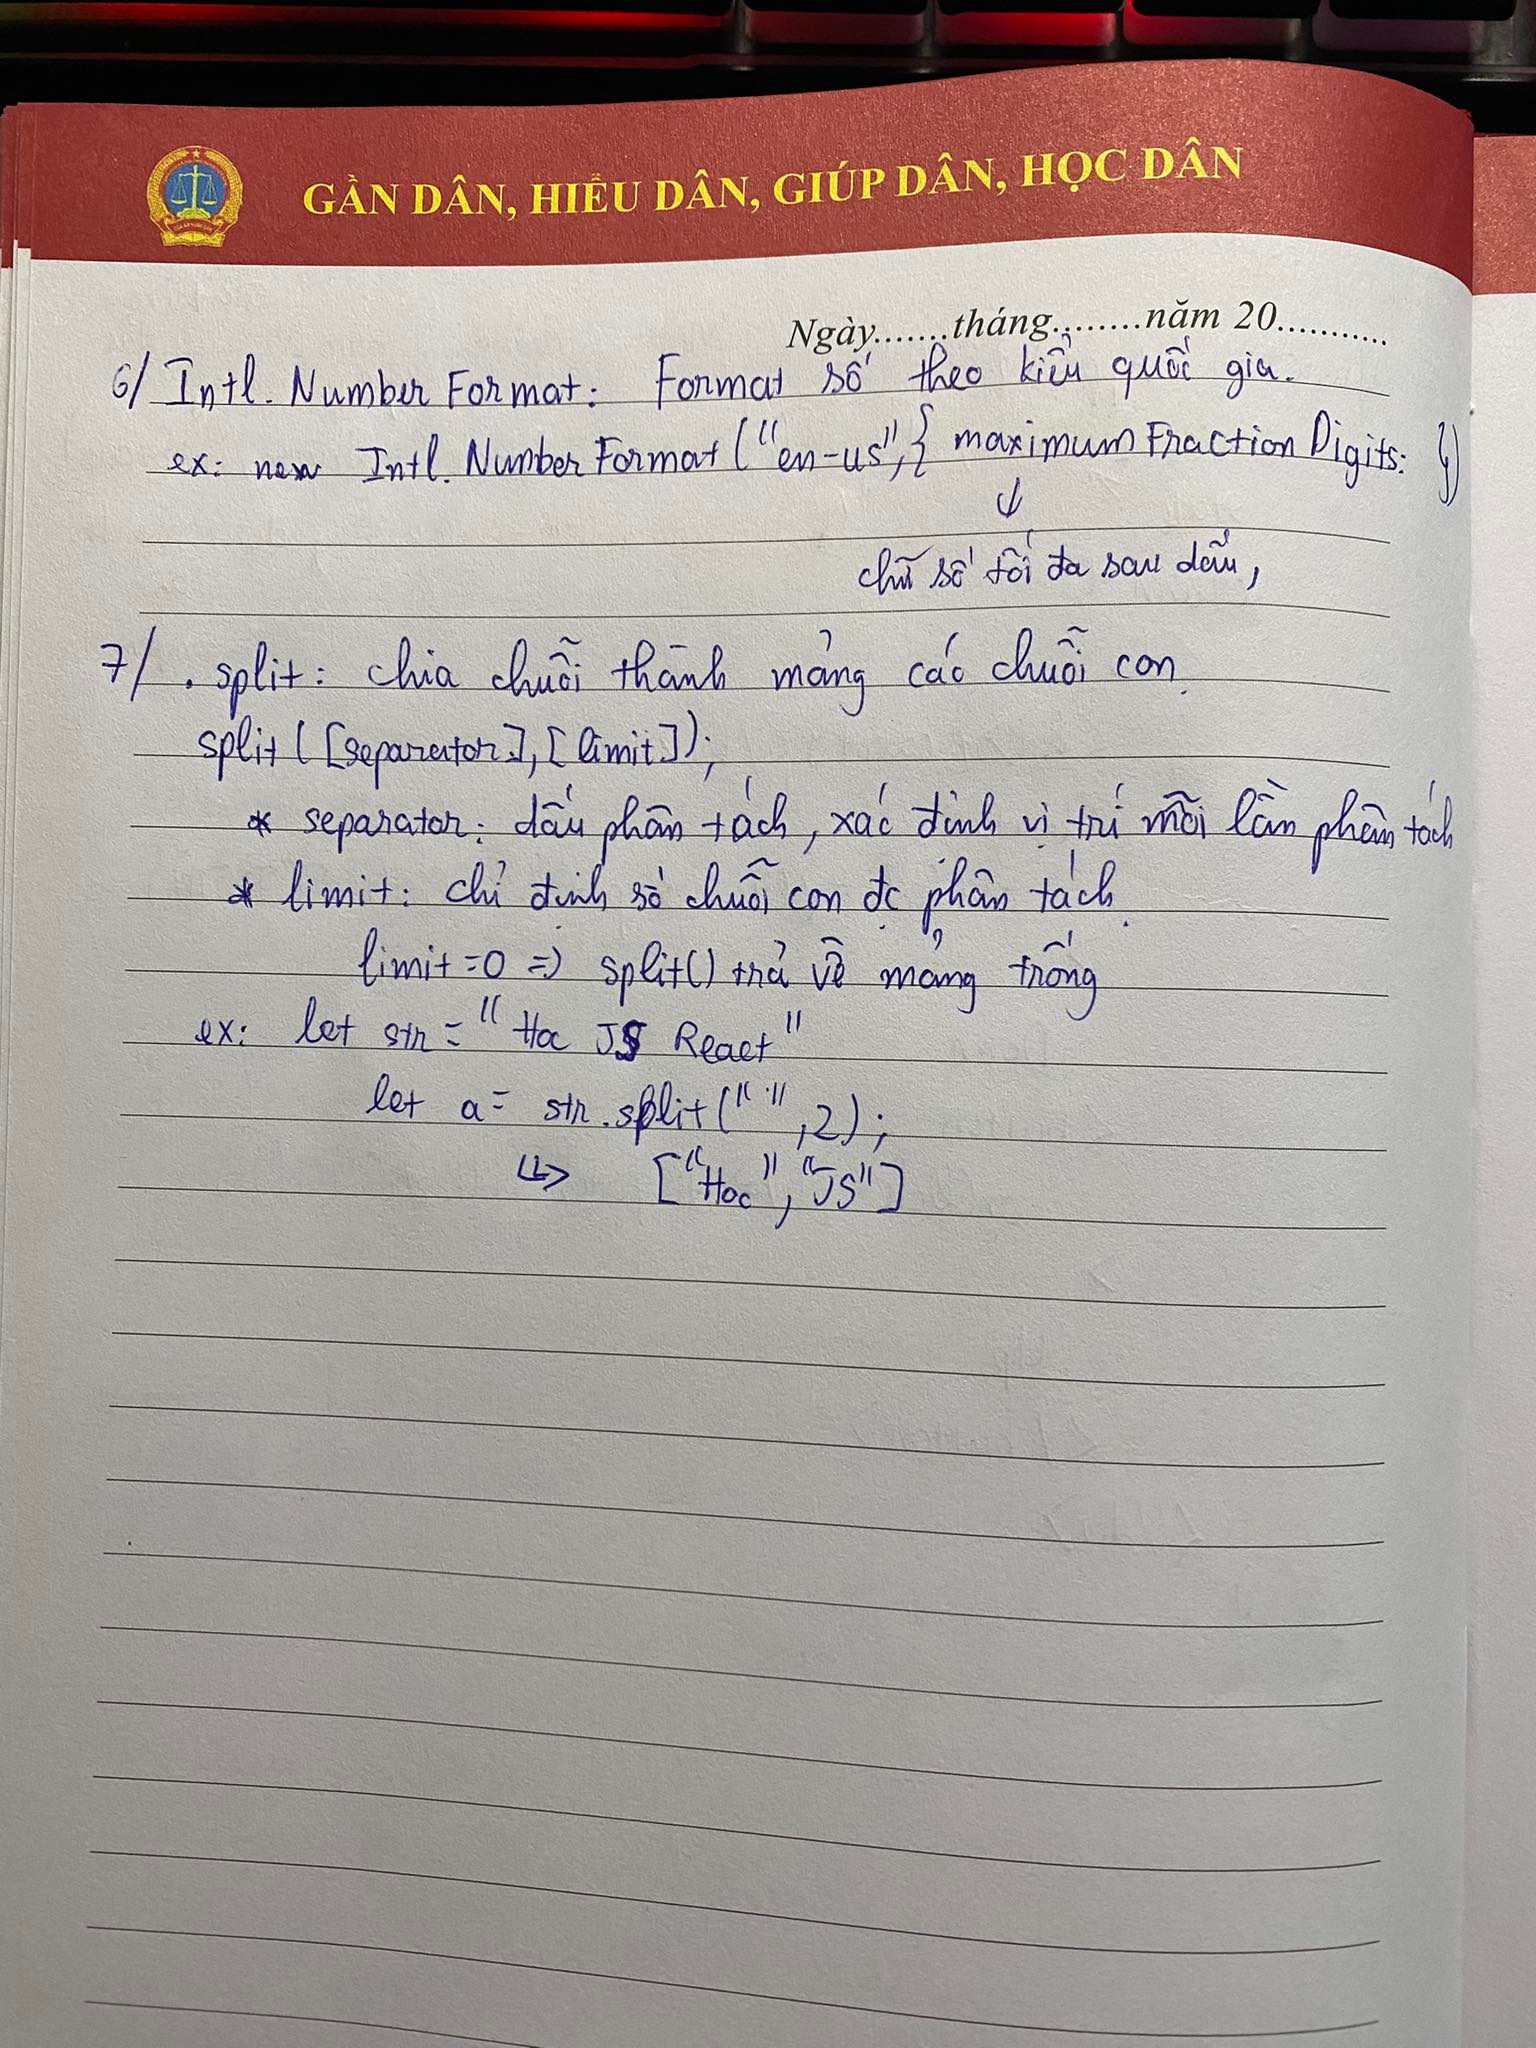 GẦN DÂN, HIỂU DÂN, GIÚP DÂN, HỌC DÂN
Ngày.......tháng.........năm 20...........
6/ Intl. Number Format: Format số theo kiểu quốc gia.
ex: new Intl. Number Format ("en-us", { maximum Fraction Digits: })
↓
chữ số tối đa sau dấu,
7/ . split: chia chuỗi thành mảng các chuỗi con.
split ([separator], [limit]);
* separator: dấu phân tách, xác định vị trí mỗi lần phân tách
* limit: chỉ định số chuỗi con đc phân tách.
limit = 0 => split() trả về mảng trống
ex: let str = "Hoc JS React"
let a = str.split(" ", 2);
↳> ["Hoc", "JS"]